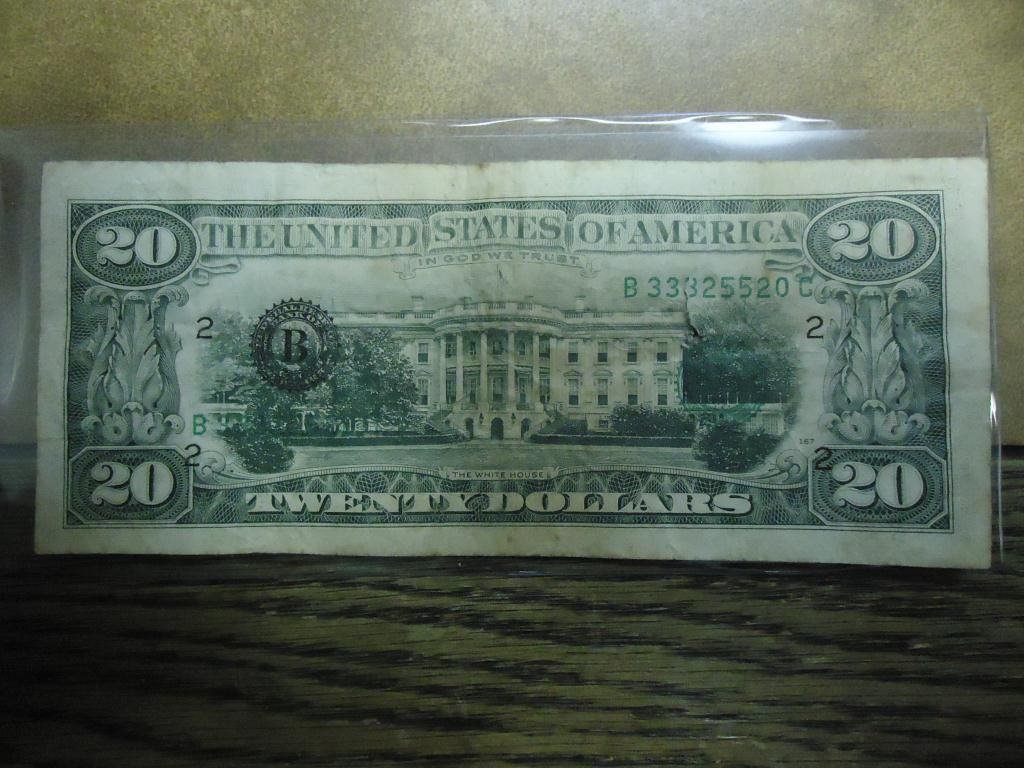 20 THE UNITED STATES OF AMERICA 20
IN GOD WE TRUST
B 33325520 C
2 B 2
B
167
2 2
20 THE WHITE HOUSE 20
TWENTY DOLLARS